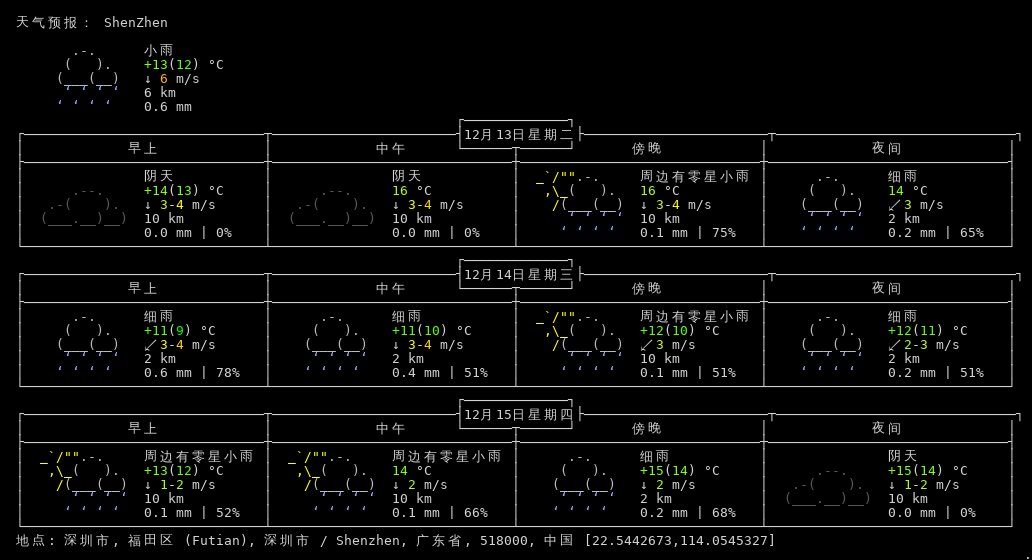 天气预报： ShenZhen
小雨
+13(12) °C
↓ 6 m/s
6 km
0.6 mm
12月13日星期二
早上 中午 傍晚 夜间
阴天 阴天 周边有零星小雨 细雨
+14(13) °C 16 °C 16 °C 14 °C
↓ 3-4 m/s ↓ 3-4 m/s ↓ 3-4 m/s ↙ 3 m/s
10 km 10 km 10 km 2 km
0.0 mm | 0% 0.0 mm | 0% 0.1 mm | 75% 0.2 mm | 65%
12月14日星期三
早上 中午 傍晚 夜间
细雨 细雨 周边有零星小雨 细雨
+11(9) °C +11(10) °C +12(10) °C +12(11) °C
↙ 3-4 m/s ↓ 3-4 m/s ↙ 3 m/s ↙ 2-3 m/s
2 km 2 km 10 km 2 km
0.6 mm | 78% 0.4 mm | 51% 0.1 mm | 51% 0.2 mm | 51%
12月15日星期四
早上 中午 傍晚 夜间
周边有零星小雨 周边有零星小雨 细雨 阴天
+13(12) °C 14 °C +15(14) °C +15(14) °C
↓ 1-2 m/s ↓ 2 m/s ↓ 2 m/s ↓ 1-2 m/s
10 km 10 km 2 km 10 km
0.1 mm | 52% 0.1 mm | 66% 0.2 mm | 68% 0.0 mm | 0%
地点: 深圳市, 福田区 (Futian), 深圳市 / Shenzhen, 广东省, 518000, 中国 [22.5442673,114.0545327]